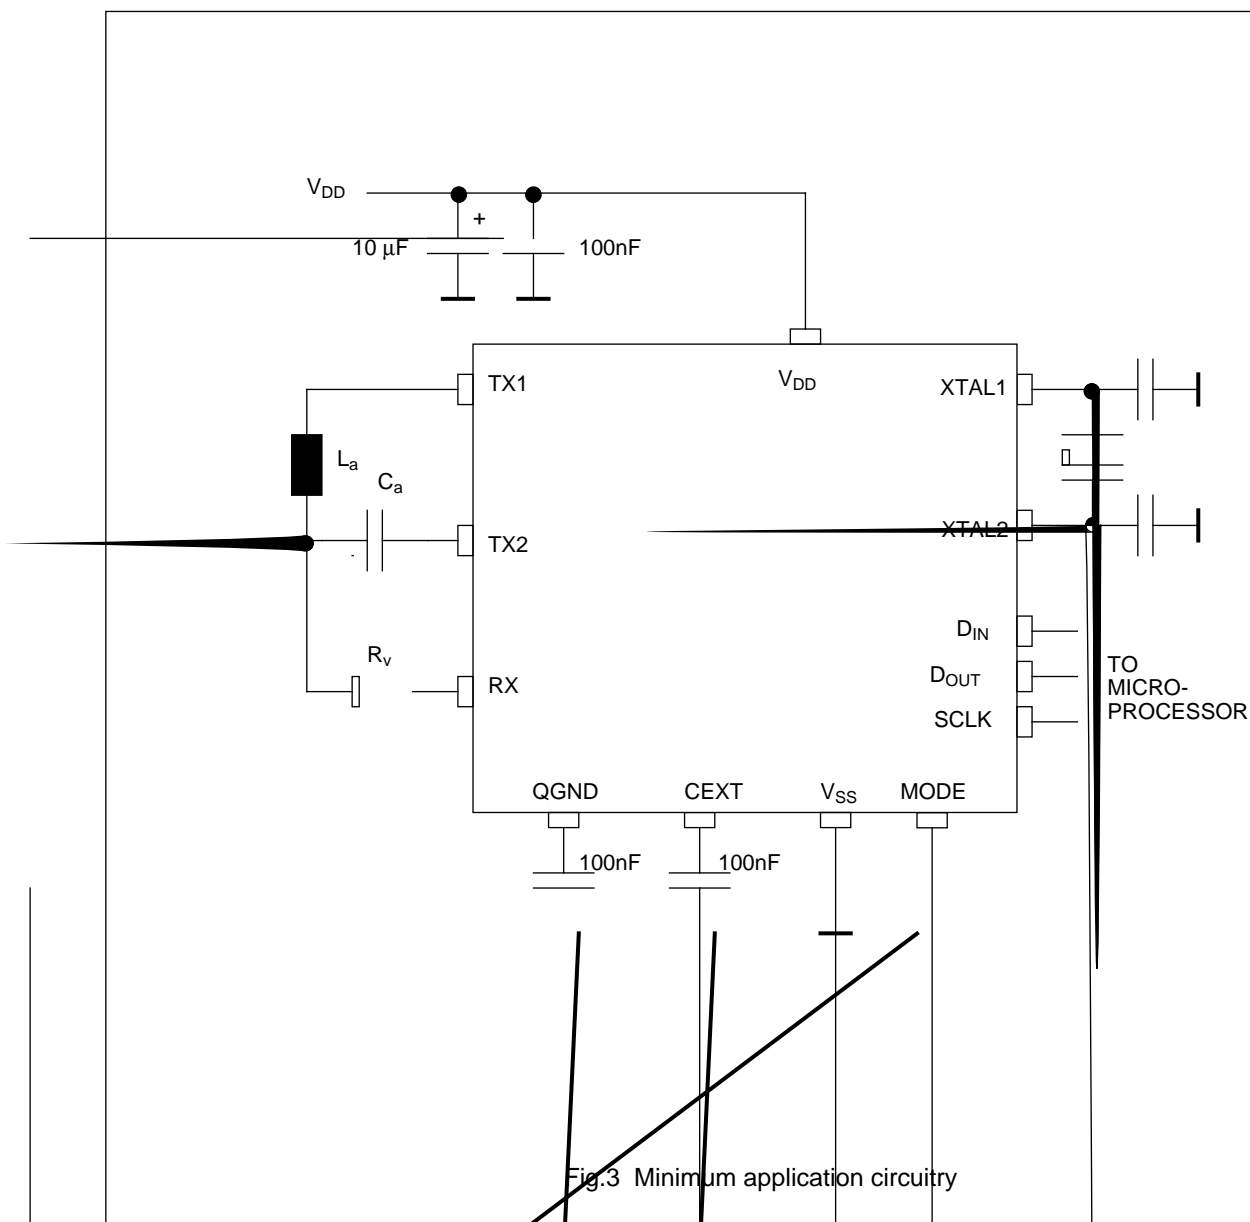 VDD
+
10 μF
100nF
TX1
VDD
XTAL1
La
Ca
TX2
XTAL2
DIN
Rv
RX
DOUT
TO
MICRO-
PROCESSOR
SCLK
QGND
CEXT
VSS
MODE
100nF
100nF
Fig.3 Minimum application circuitry